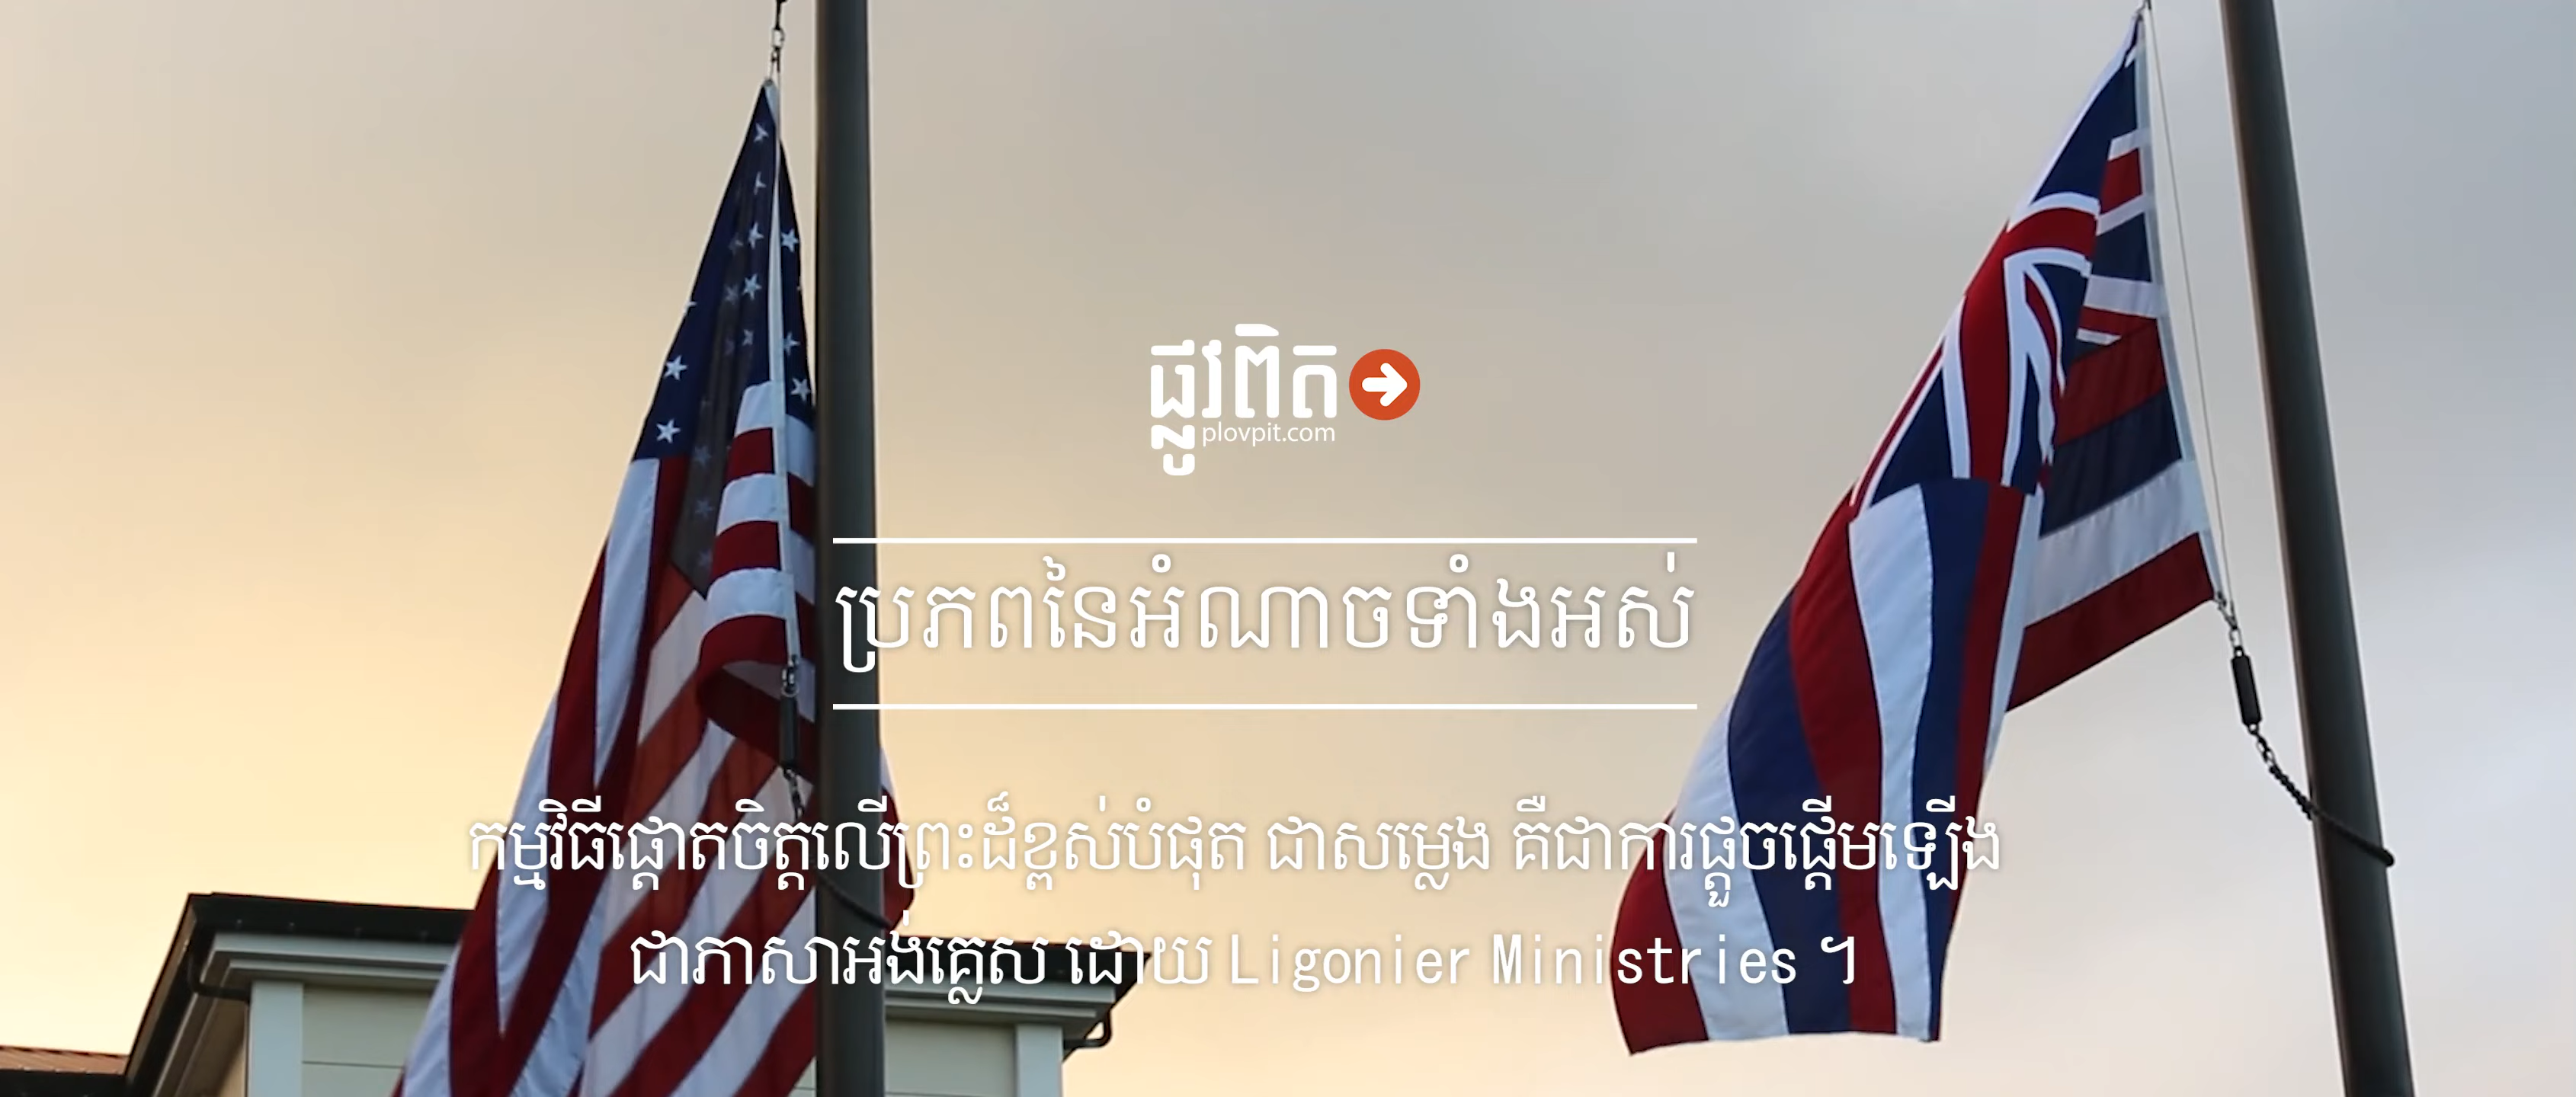 ផ្លូវពិត
plovpit.com
ប្រភពនៃអំណាចទាំងអស់
កម្មវិធីផ្តោតចិត្តលើព្រះដ៏ខ្ពស់បំផុត ជាសម្លេង គឺជាការផ្តួចផ្តើមឡើង
ជាភាសាអង់គ្លេស ដោយ Ligonier Ministries ។